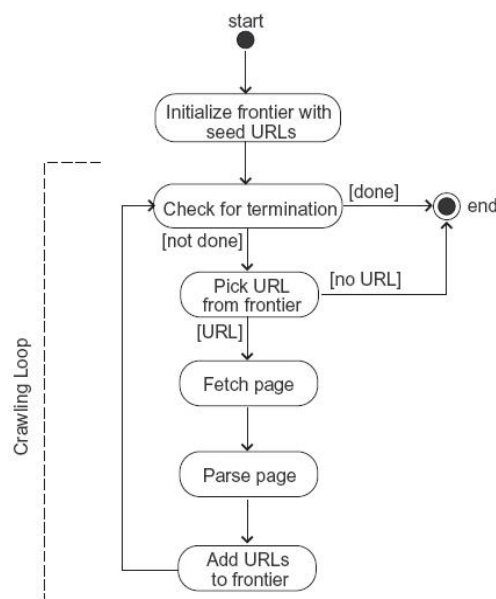 start
Initialize frontier with
seed URLs
[done]
Check for termination
end
[not done]
Pick URL
from frontier
[no URL]
[URL]
Crawling Loop
Fetch page
Parse page
Add URLs
to frontier